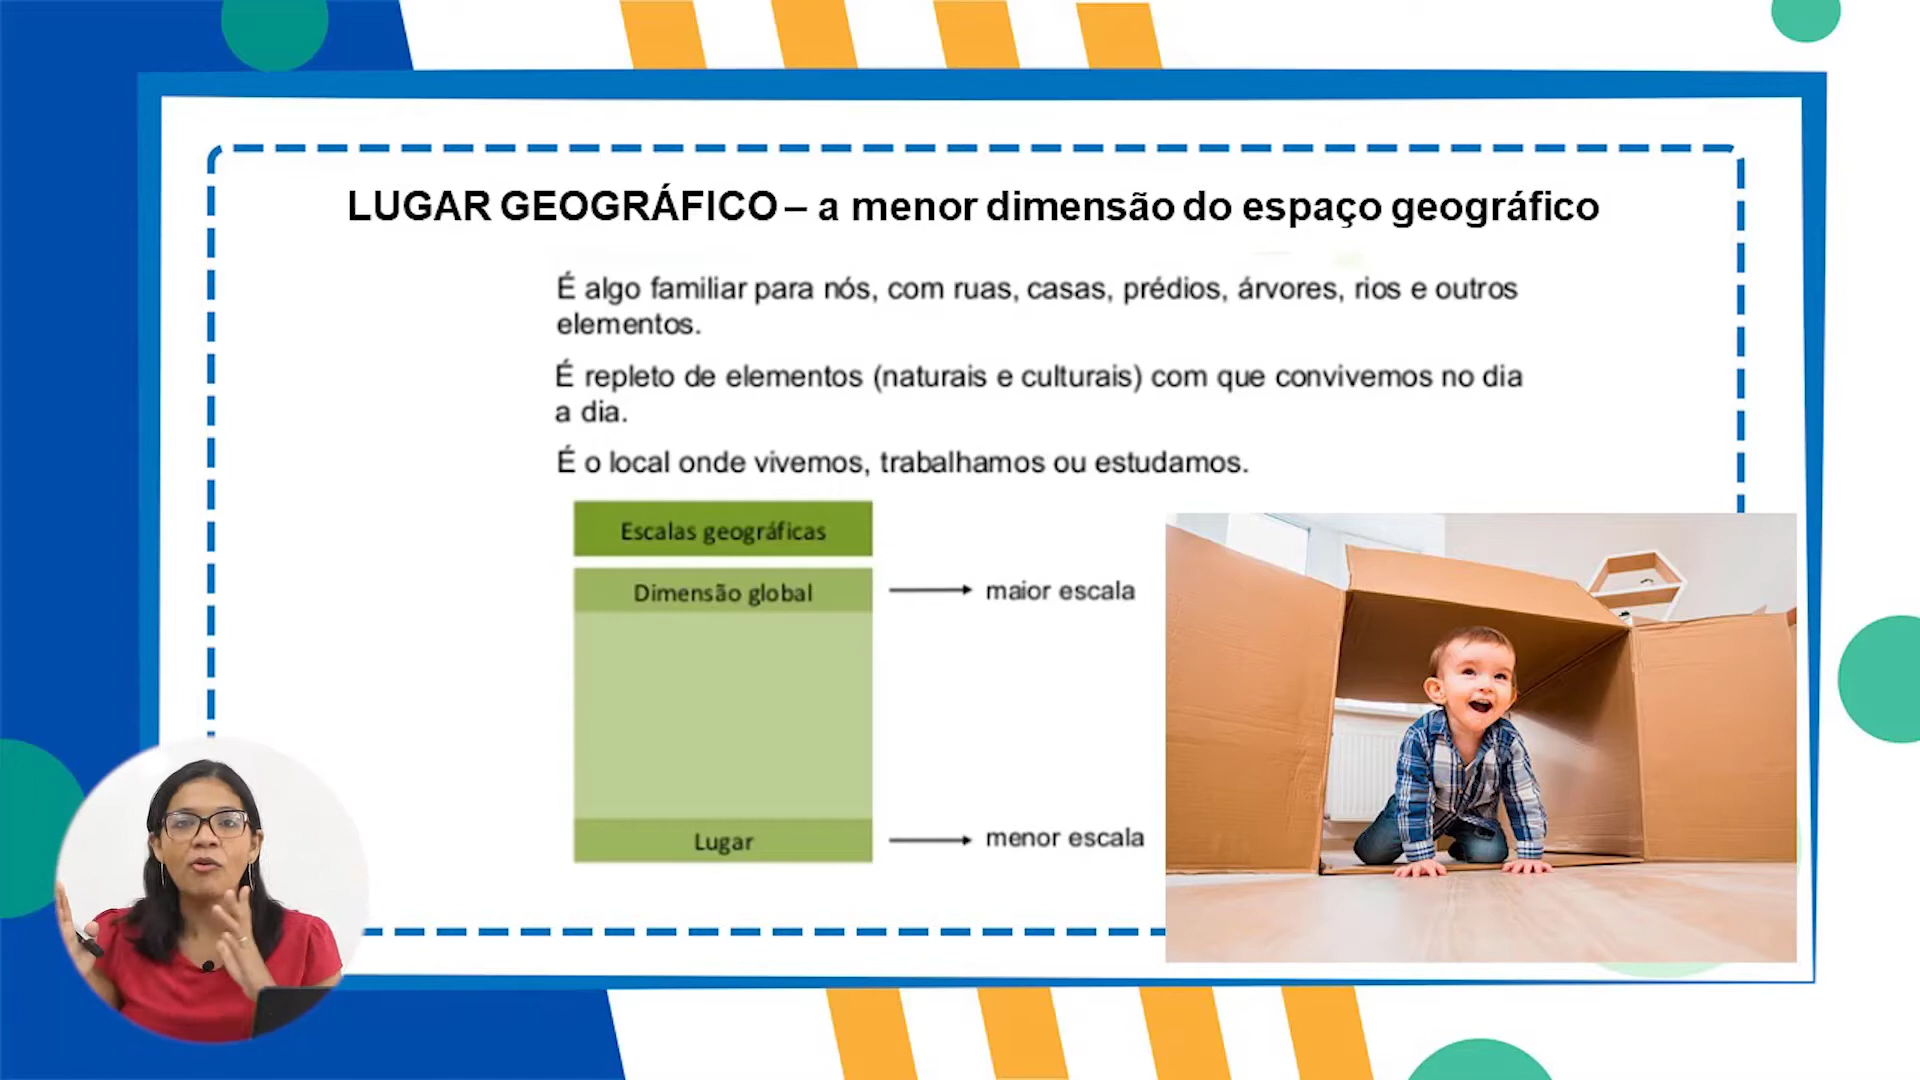 LUGAR GEOGRÁFICO – a menor dimensão do espaço geográfico
É algo familiar para nós, com ruas, casas, prédios, árvores, rios e outros
elementos.
É repleto de elementos (naturais e culturais) com que convivemos no dia
a dia.
É o local onde vivemos, trabalhamos ou estudamos.
Escalas geográficas
Dimensão global
maior escala
Lugar
menor escala